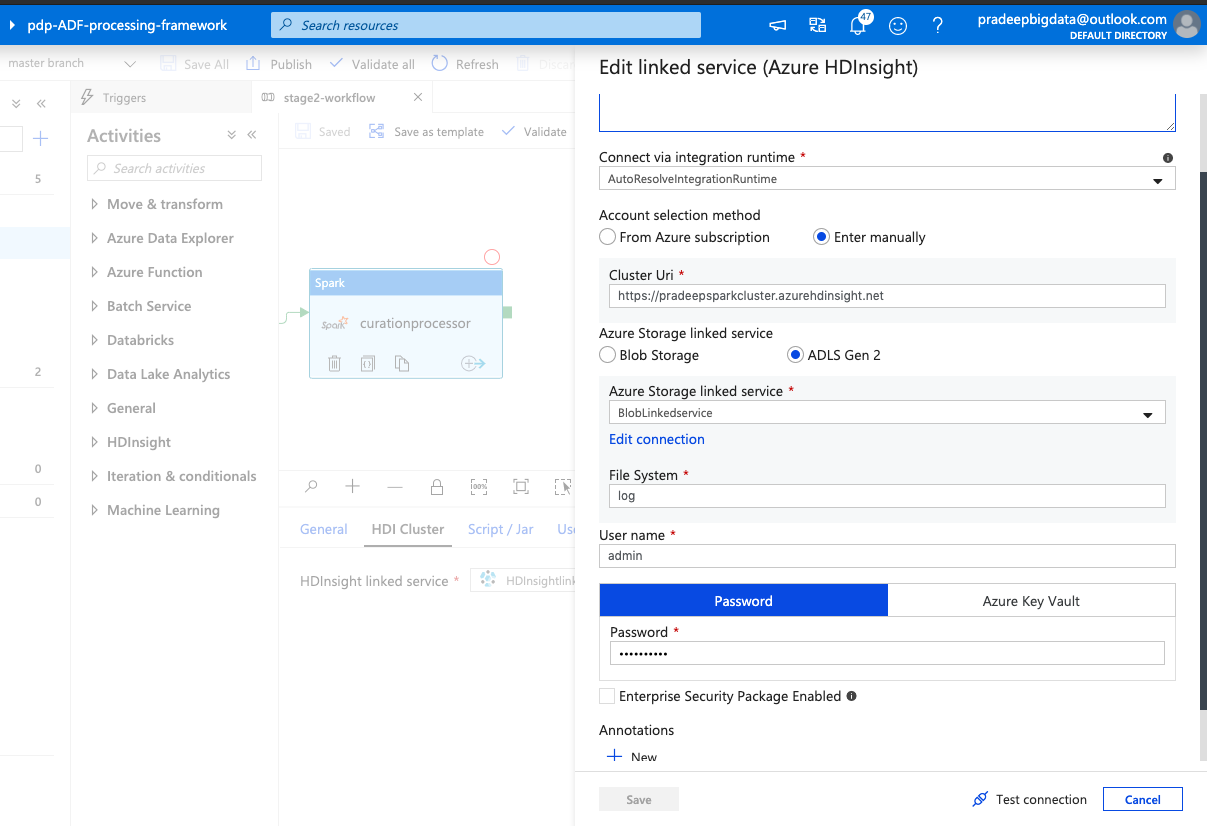 pdp-ADF-processing-framework
Search resources
47
pradeepbigdata@outlook.com
DEFAULT DIRECTORY
master branch
Save All
Publish
Validate all
Refresh
Discar
Edit linked service (Azure HDInsight)
Triggers
stage2-workflow
Activities
Saved
Save as template
Validate
Search activities
5
2
0
0
Move & transform
Azure Data Explorer
Azure Function
Batch Service
Databricks
Data Lake Analytics
General
HDInsight
Iteration & conditionals
Machine Learning
Spark
Spark
curationprocessor
100%
General
HDI Cluster
Script / Jar
Use
HDInsight linked service *
HDInsightlink
Connect via integration runtime *
AutoResolveIntegrationRuntime
Account selection method
From Azure subscription
Enter manually
Cluster Uri *
https://pradeepsparkcluster.azurehdinsight.net
Azure Storage linked service
Blob Storage
ADLS Gen 2
Azure Storage linked service *
BlobLinkedservice
Edit connection
File System *
log
User name *
admin
Password
Azure Key Vault
Password *
••••••••••
Enterprise Security Package Enabled
Annotations
New
Save
Test connection
Cancel